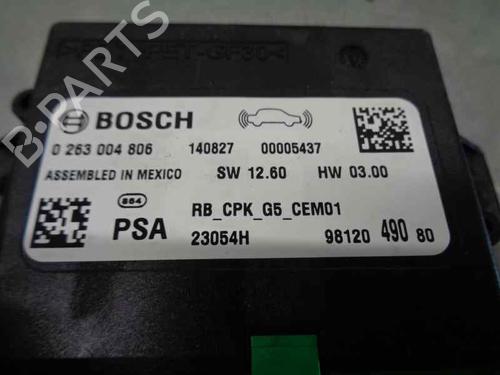 BOSCH
0 263 004 806 140827 00005437
ASSEMBLED IN MEXICO SW 12.60 HW 03.00
864
RB_CPK_G5_CEM01
PSA 23054H 98120 490 80
B-PARTS